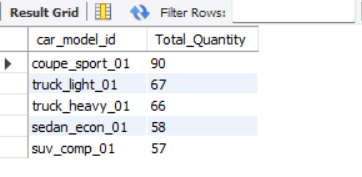 Result Grid Filter Rows:
car_model_id Total_Quantity
coupe_sport_01 90
truck_light_01 67
truck_heavy_01 66
sedan_econ_01 58
suv_comp_01 57